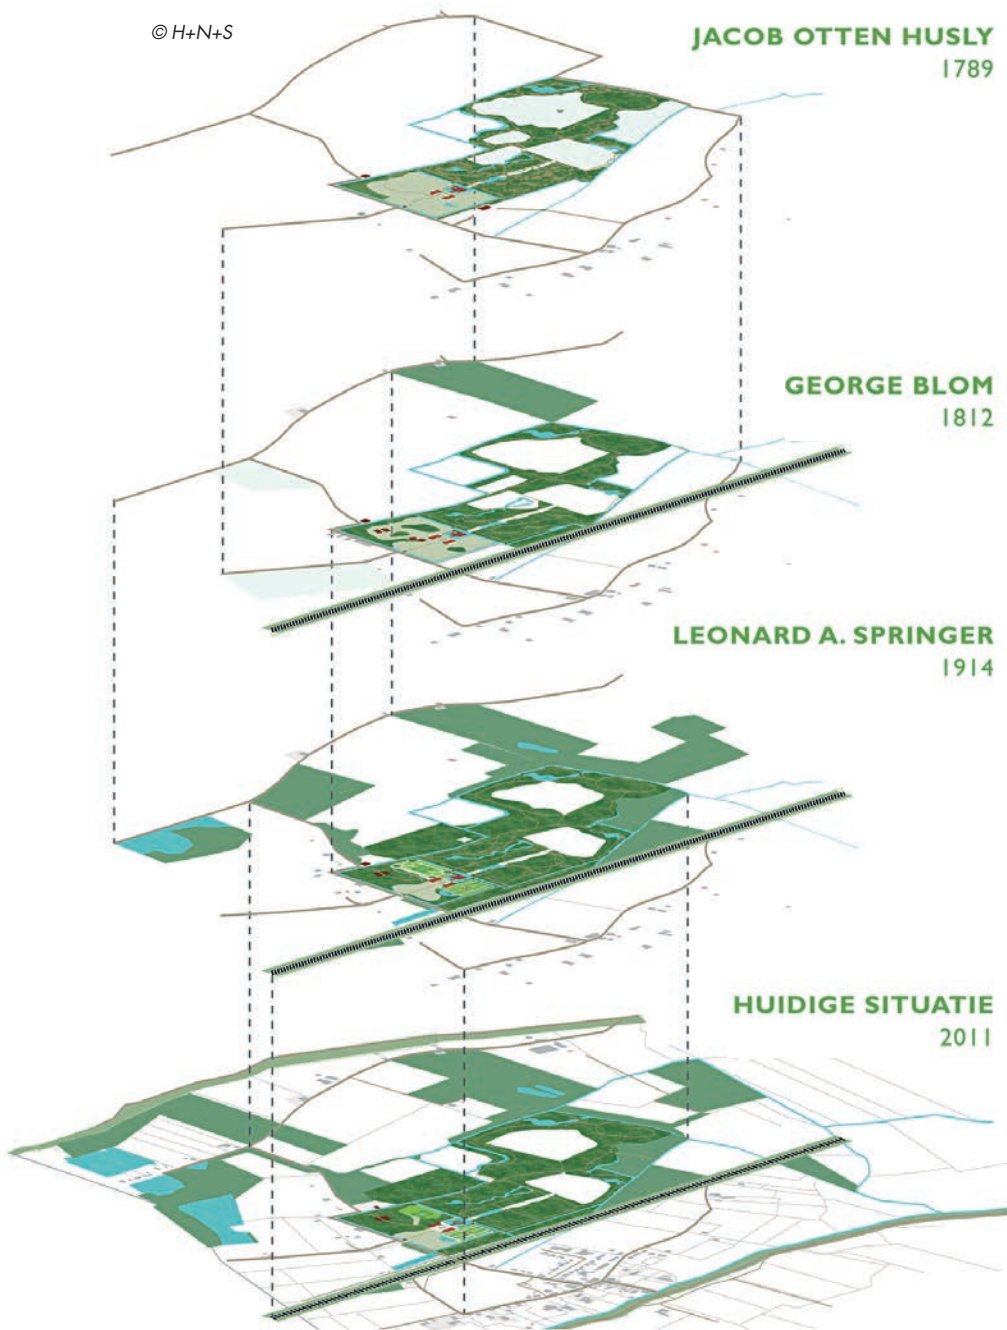 © H+N+S
JACOB OTTEN HUSLY
1789
GEORGE BLOM
1812
LEONARD A. SPRINGER
1914
HUIDIGE SITUATIE
2011